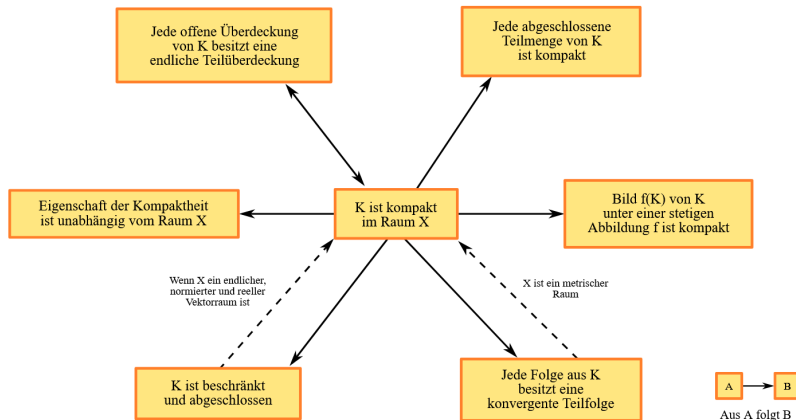 Jede offene Überdeckung
von K besitzt eine
endliche Teilüberdeckung
Jede abgeschlossene
Teilmenge von K
ist kompakt
Eigenschaft der Kompaktheit
ist unabhängig vom Raum X
K ist kompakt
im Raum X
Bild f(K) von K
unter einer stetigen
Abbildung f ist kompakt
Wenn X ein endlicher,
normierter und reeller
Vektorraum ist
X ist ein metrischer
Raum
K ist beschränkt
und abgeschlossen
Jede Folge aus K
besitzt eine
konvergente Teilfolge
A
B
Aus A folgt B